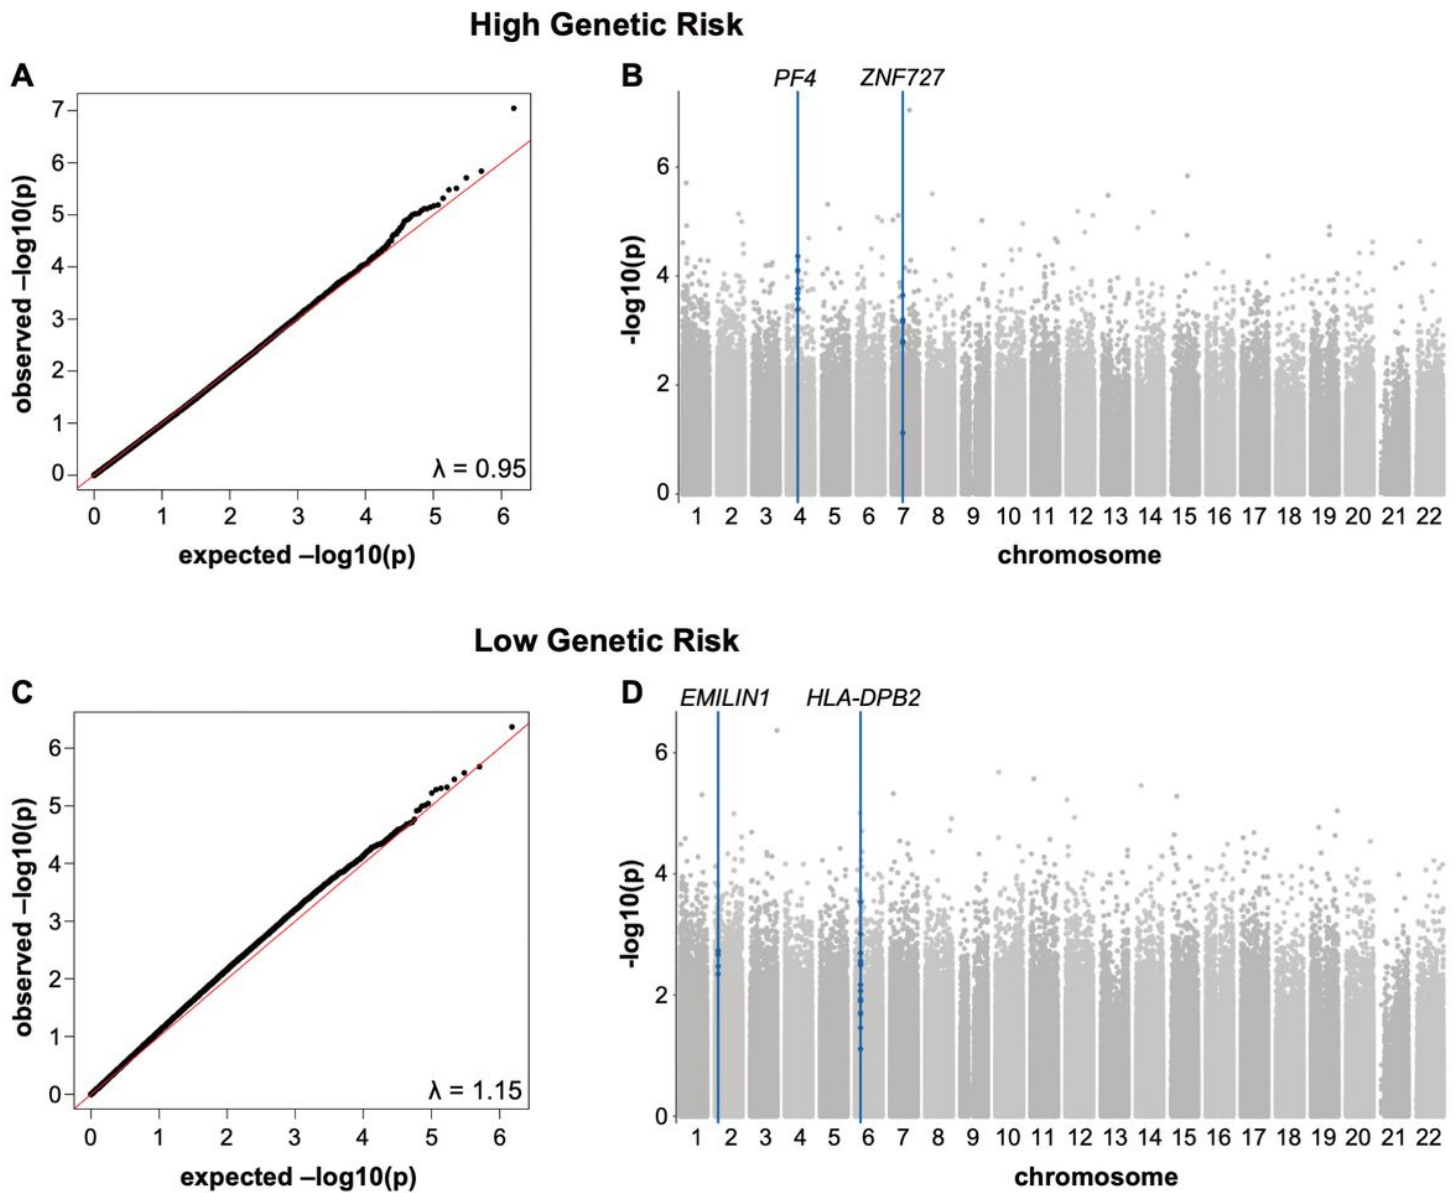 High Genetic Risk
A
7
6
5
4
3
2
1
0
observed –log10(p)
λ = 0.95
0 1 2 3 4 5 6
expected –log10(p)
B
PF4 ZNF727
6
4
2
0
-log10(p)
1 2 3 4 5 6 7 8 9 10 11 12 13 14 15 16 17 18 19 20 21 22
chromosome
Low Genetic Risk
C
6
5
4
3
2
1
0
observed –log10(p)
λ = 1.15
0 1 2 3 4 5 6
expected –log10(p)
D
EMILIN1 HLA-DPB2
6
4
2
0
-log10(p)
1 2 3 4 5 6 7 8 9 10 11 12 13 14 15 16 17 18 19 20 21 22
chromosome